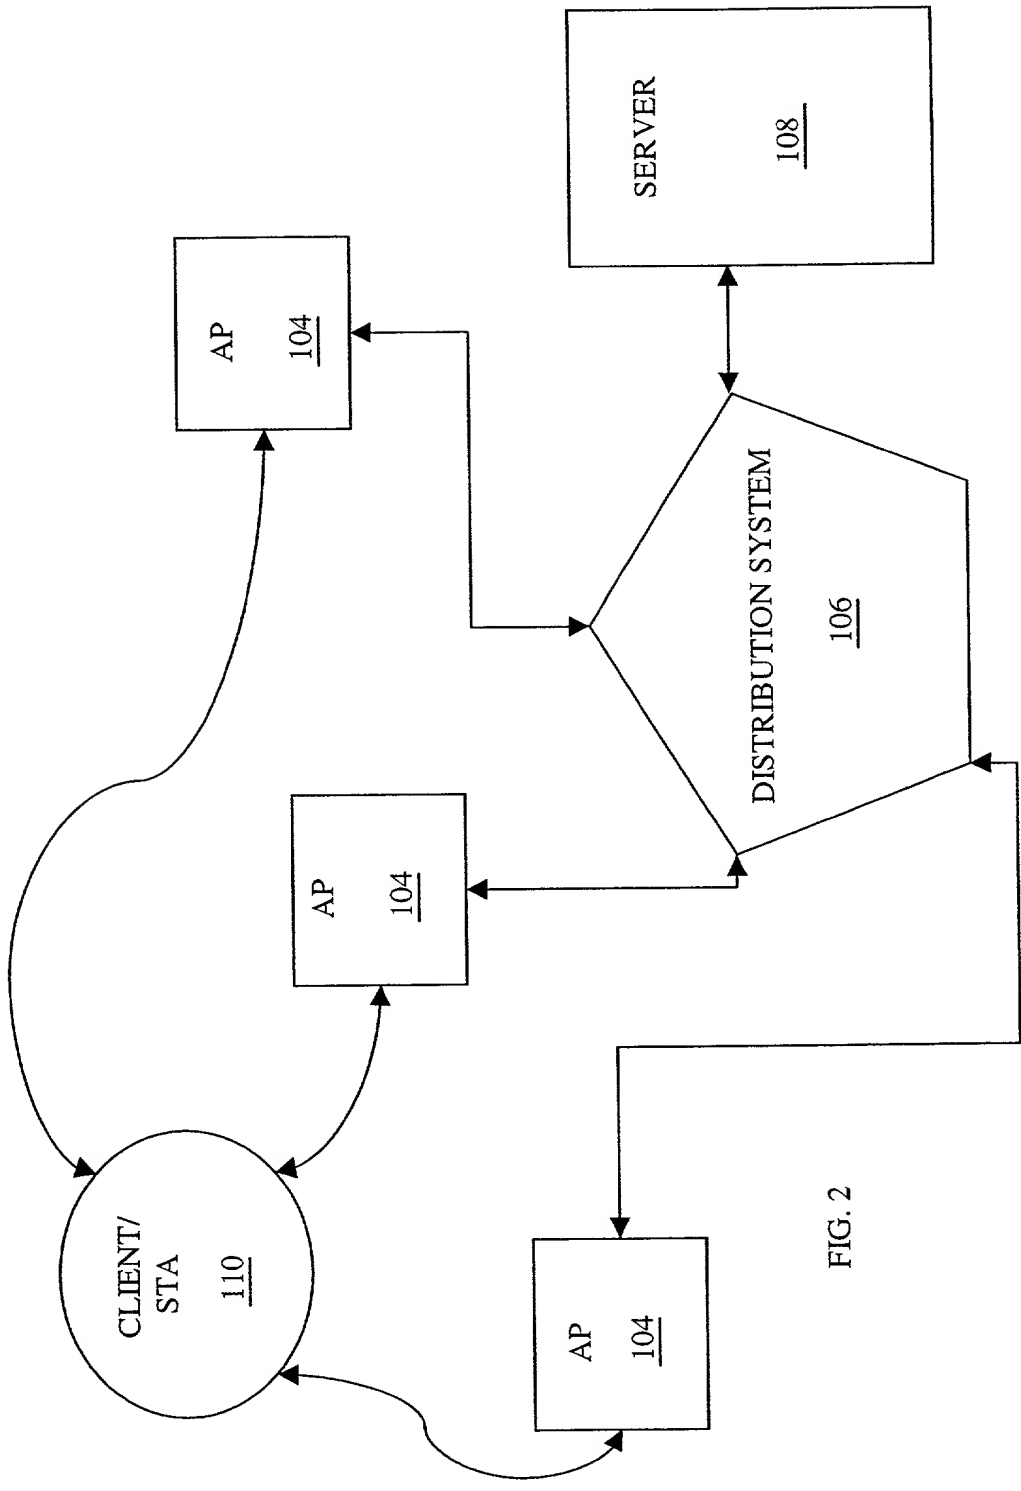 CLIENT/
STA
110
AP
104
AP
104
AP
104
DISTRIBUTION SYSTEM
106
SERVER
108
FIG. 2